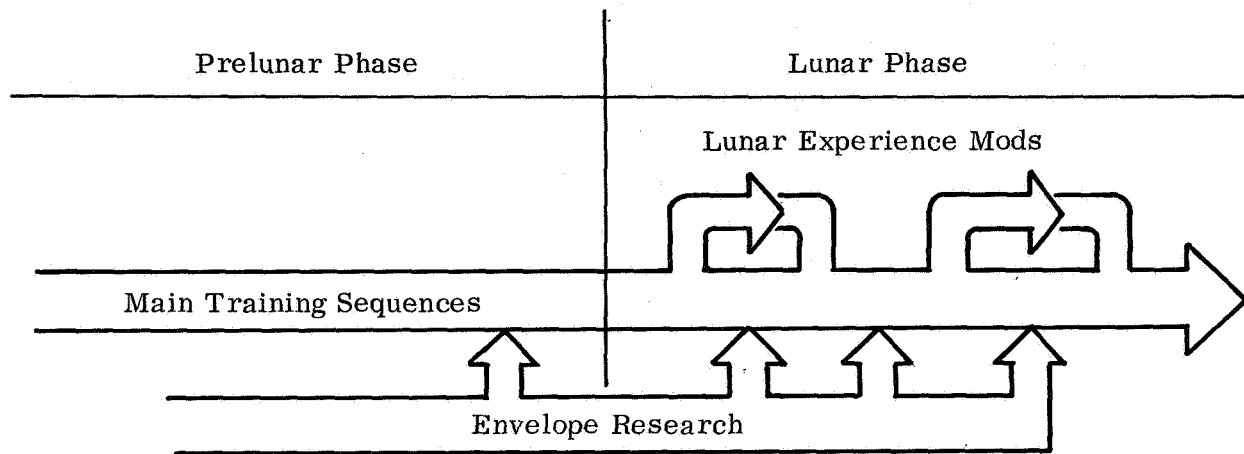 Prelunar Phase
Lunar Phase
Lunar Experience Mods
Main Training Sequences
Envelope Research